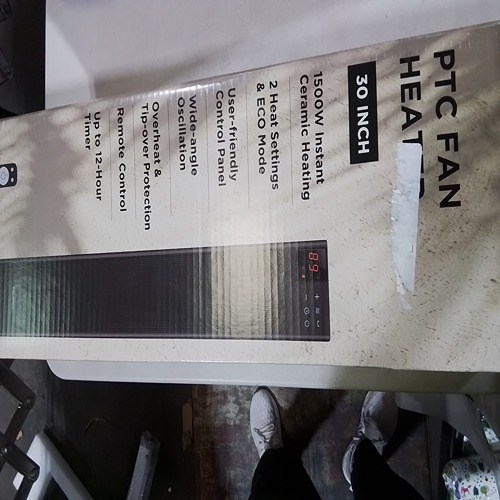 PTC FAN
HEATER
30 INCH
1500W Instant
Ceramic Heating
2 Heat Settings
& ECO Mode
User-friendly
Control Panel
Wide-angle
Oscillation
Overheat &
Tip-over Protection
Remote Control
Up to 12-Hour
Timer
89